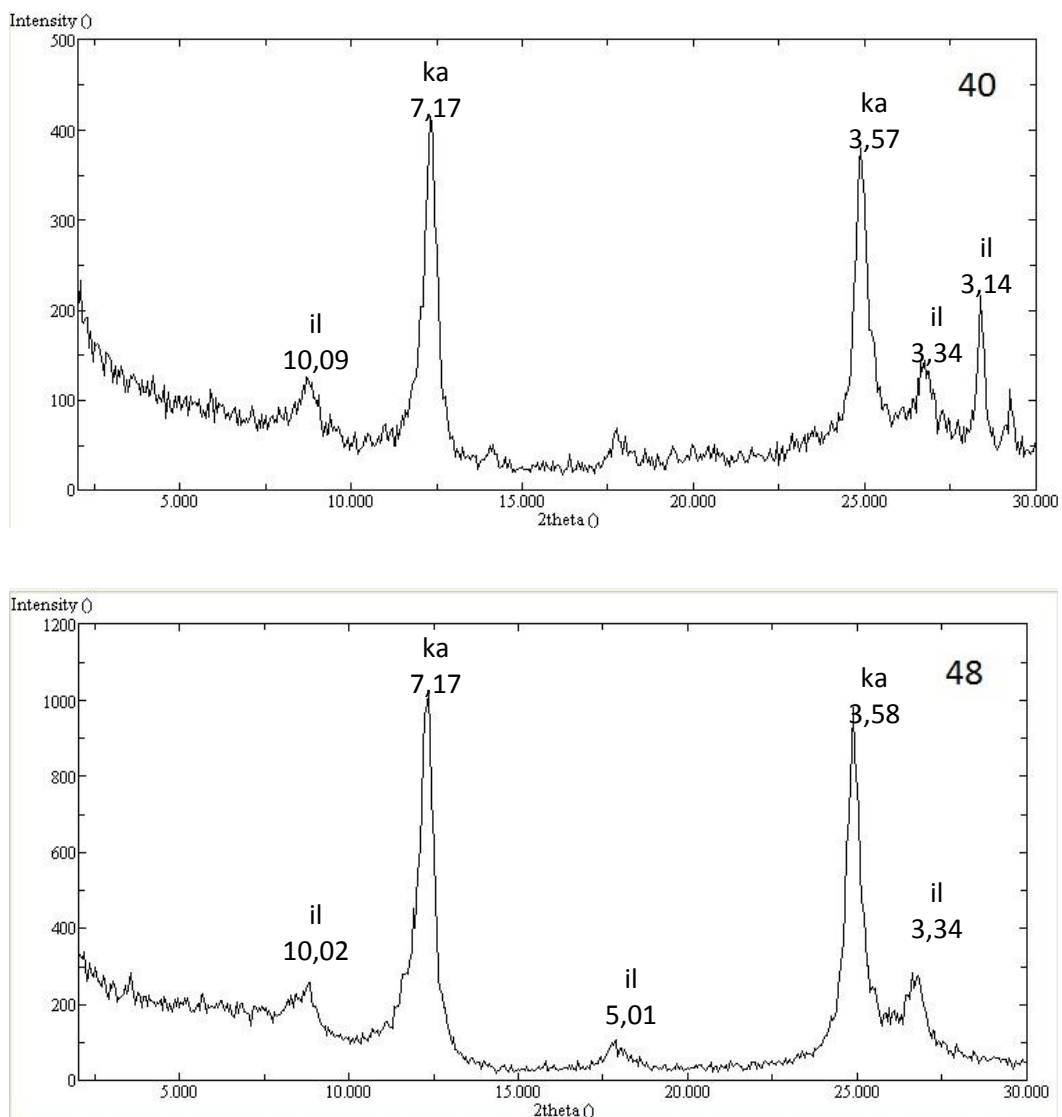 Intensity ()
500
400
300
200
100
0
40
ka
7,17
ka
3,57
il
3,14
il
10,09
il
3,34
5.000 10.000 15.000 20.000 25.000 30.000
2theta ()
Intensity ()
1200
1000
800
600
400
200
0
48
ka
7,17
ka
3,58
il
10,02
il
3,34
il
5,01
5.000 10.000 15.000 20.000 25.000 30.000
2theta ()